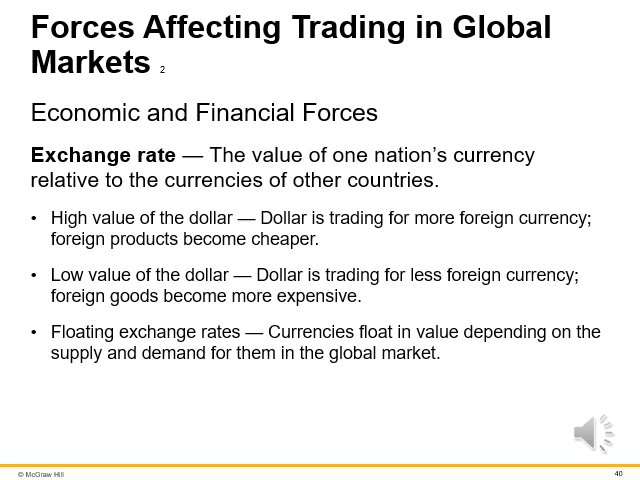 Forces Affecting Trading in Global
Markets 2
Economic and Financial Forces
Exchange rate — The value of one nation’s currency
relative to the currencies of other countries.
• High value of the dollar — Dollar is trading for more foreign currency;
foreign products become cheaper.
• Low value of the dollar — Dollar is trading for less foreign currency;
foreign goods become more expensive.
• Floating exchange rates — Currencies float in value depending on the
supply and demand for them in the global market.
© McGraw Hill
40